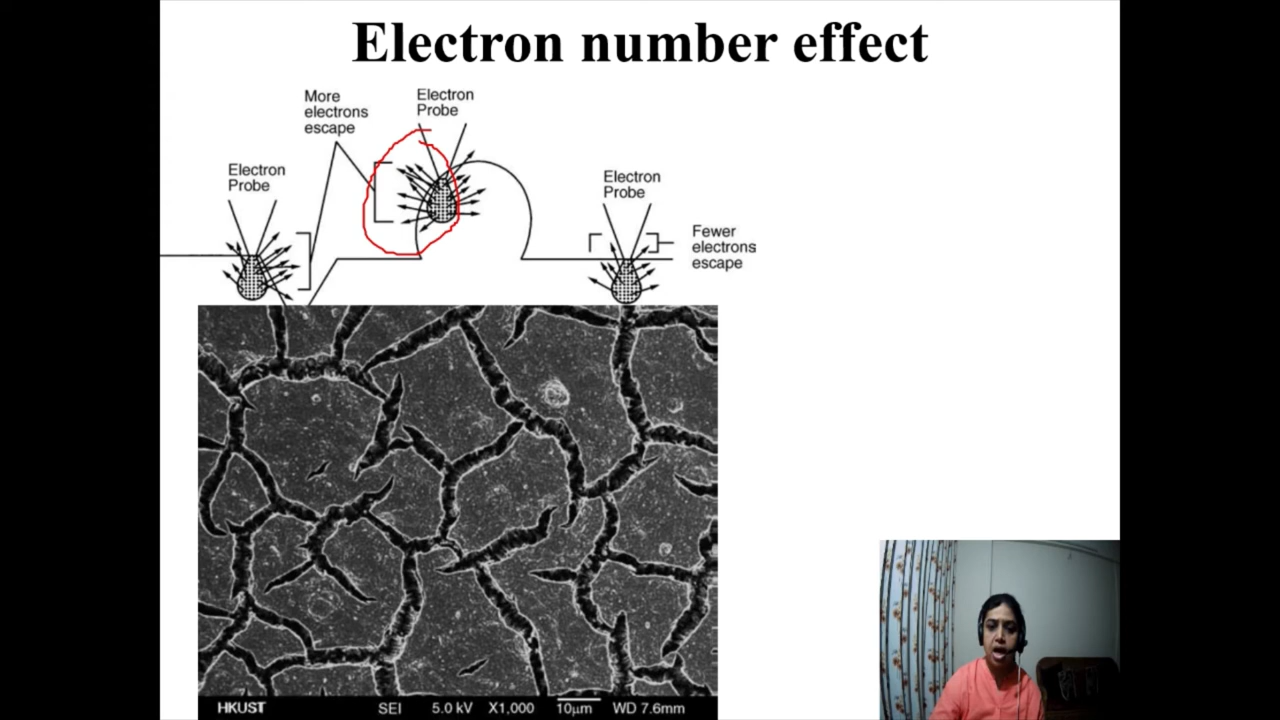 Electron number effect
More
electrons
escape
Electron
Probe
Electron
Probe
Electron
Probe
Fewer
electrons
escape
HKUST SEI 5.0 kV X1,000 10μm WD 7.6mm